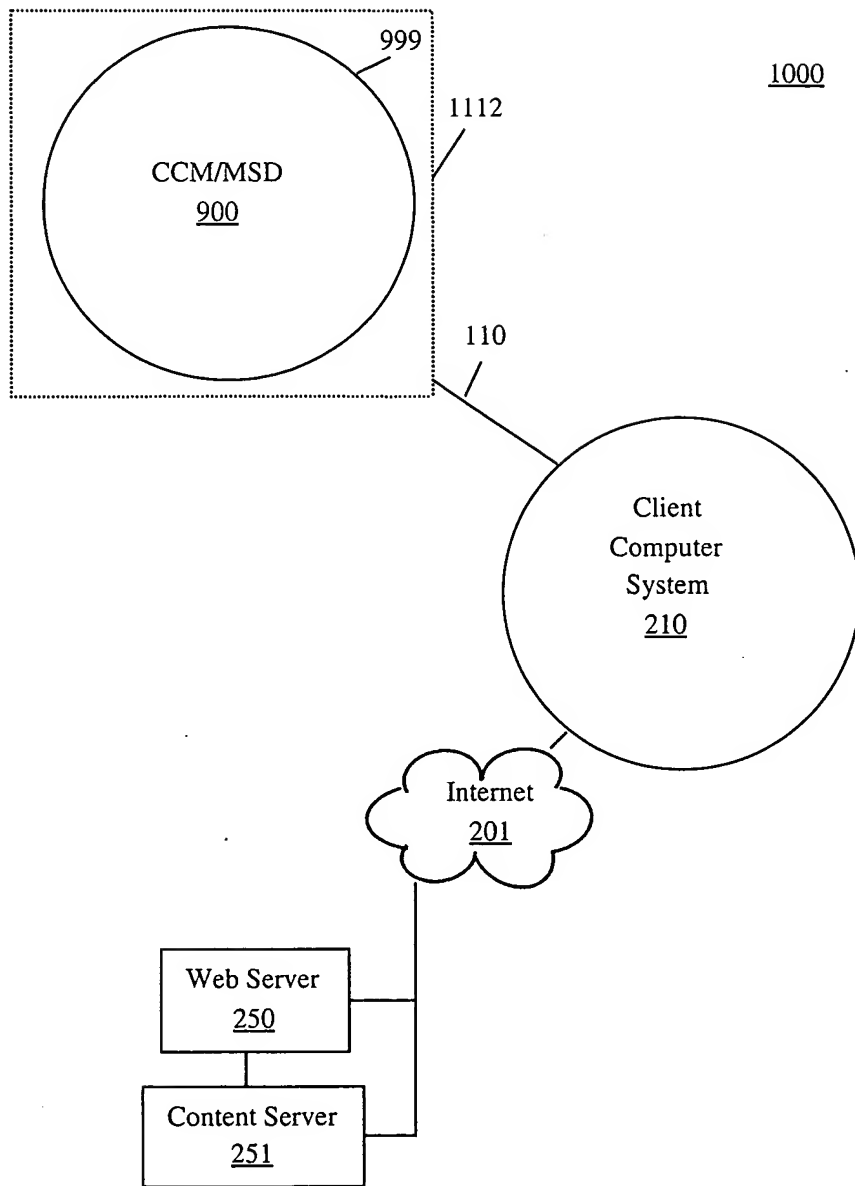 999
1000
1112
CCM/MSD
900
110
Client
Computer
System
210
Internet
201
Web Server
250
Content Server
251